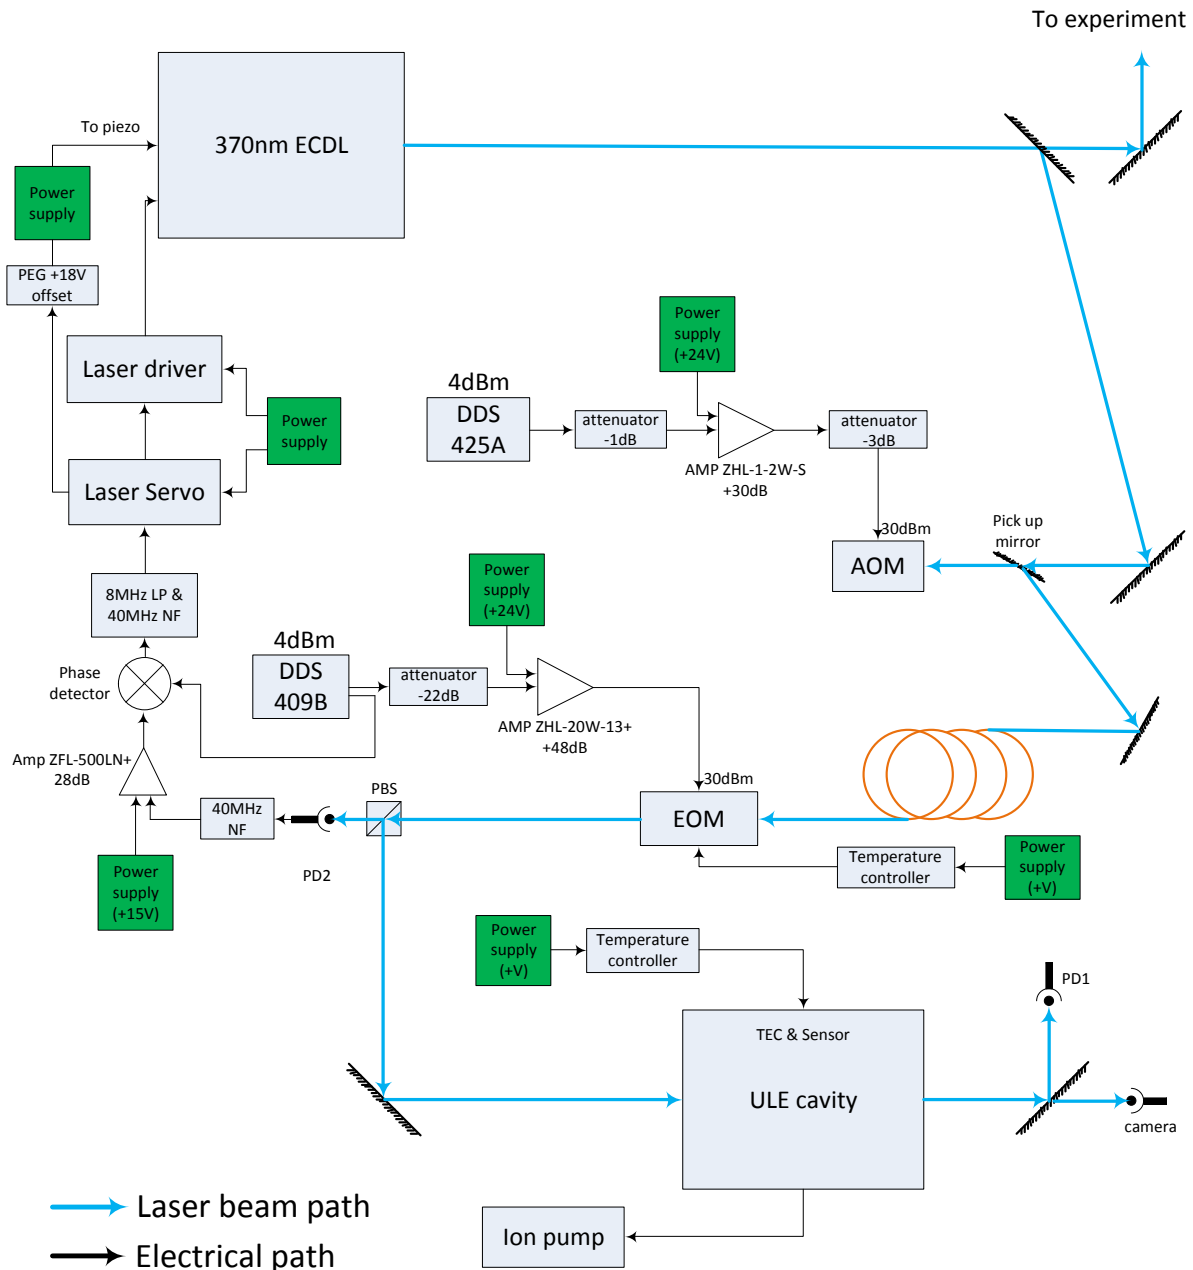 To experiment
To piezo
370nm ECDL
Power
supply
PEG +18V
offset
Laser driver
Power
supply
Laser Servo
Power
supply
(+24V)
4dBm
DDS
425A
attenuator
-1dB
AMP ZHL-1-2W-S
+30dB
attenuator
-3dB
30dBm
AOM
Pick up
mirror
8MHz LP &
40MHz NF
Phase
detector
Power
supply
(+24V)
4dBm
DDS
409B
attenuator
-22dB
AMP ZHL-20W-13+
+48dB
Amp ZFL-500LN+
28dB
40MHz
NF
PBS
PD2
30dBm
EOM
Temperature
controller
Power
supply
(+V)
Power
supply
(+15V)
Power
supply
(+V)
Temperature
controller
TEC & Sensor
ULE cavity
PD1
camera
Ion pump
Laser beam path
Electrical path